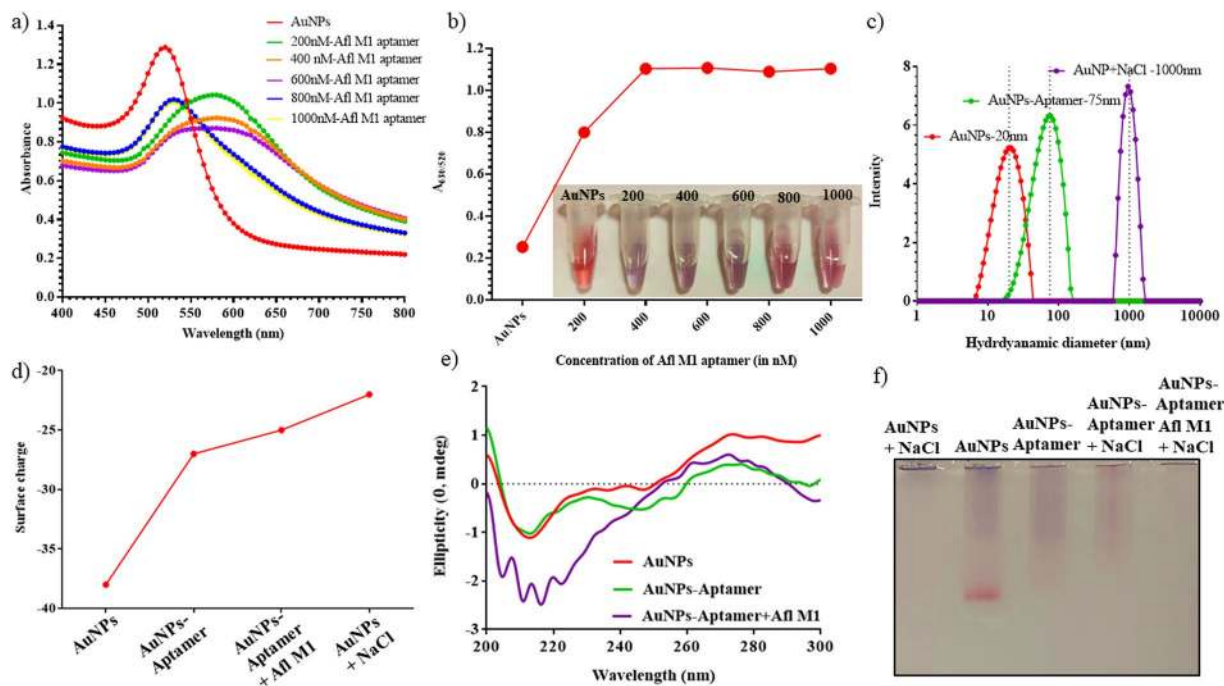 a)
AuNPs
200nM-Afl M1 aptamer
400 nM-Afl M1 aptamer
600nM-Afl M1 aptamer
800nM-Afl M1 aptamer
1000nM-Afl M1 aptamer
Absorbance
1.4
1.2
1.0
0.8
0.6
0.4
0.2
0.0
400
450
500
550
600
650
700
750
800
Wavelength (nm)
b)
1.4
1.2
1.0
0.8
0.6
0.4
0.2
0.0
AuNPs
200
400
600
800
1000
AuNPs
200
400
600
800
1000
Concentration of Afl M1 aptamer (in nM)
c)
AuNP+NaCl -1000nm
AuNPs-Aptamer-75nm
AuNPs-20nm
Intensity
8
6
4
2
0
1
10
100
1000
10000
Hydrdyanamic diameter (nm)
d)
Surface charge
-20
-25
-30
-35
-40
AuNPs
AuNPs-
Aptamer
AuNPs-
Aptamer
+ Afl M1
AuNPs
+ NaCl
e)
Ellipticity (θ, mdeg)
2
1
0
-1
-2
-3
AuNPs
AuNPs-Aptamer
AuNPs-Aptamer+Afl M1
200
220
240
260
280
300
Wavelength (nm)
f)
AuNPs
+ NaCl
AuNPs
AuNPs-
Aptamer
AuNPs-
Aptamer
+ NaCl
AuNPs-
Aptamer
Afl M1
+ NaCl